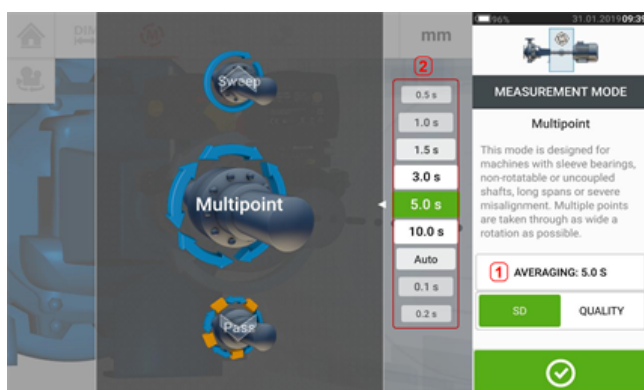 DIM
mm
Sweep
Multipoint
Pass
2
0.5 s
1.0 s
1.5 s
3.0 s
5.0 s
10.0 s
Auto
0.1 s
0.2 s
96%
31.01.2019 09:39
MEASUREMENT MODE
Multipoint
This mode is designed for
machines with sleeve bearings,
non-rotatable or uncoupled
shafts, long spans or severe
misalignment. Multiple points
are taken through as wide a
rotation as possible.
1 AVERAGING: 5.0 S
SD QUALITY